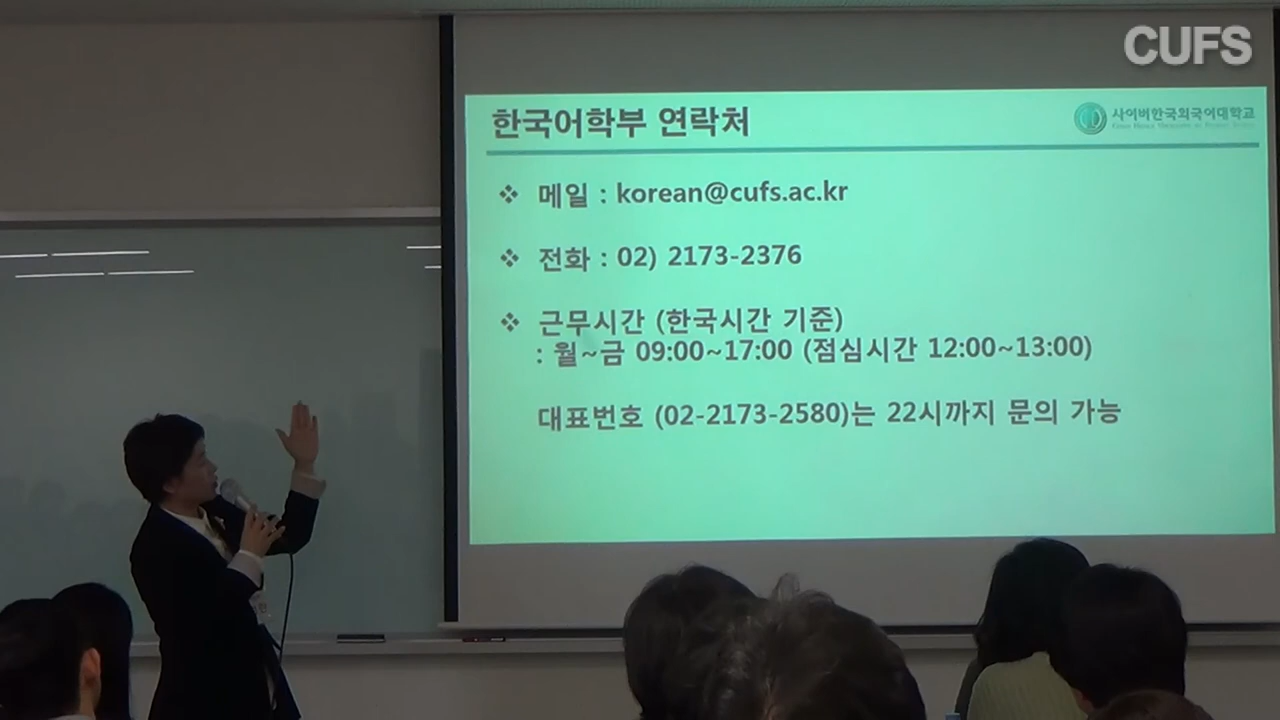 CUFS
한국어학부 연락처
사이버한국외국어대학교
❖ 메일 : korean@cufs.ac.kr
❖ 전화 : 02) 2173-2376
❖ 근무시간 (한국시간 기준)
: 월~금 09:00~17:00 (점심시간 12:00~13:00)
대표번호 (02-2173-2580)는 22시까지 문의 가능